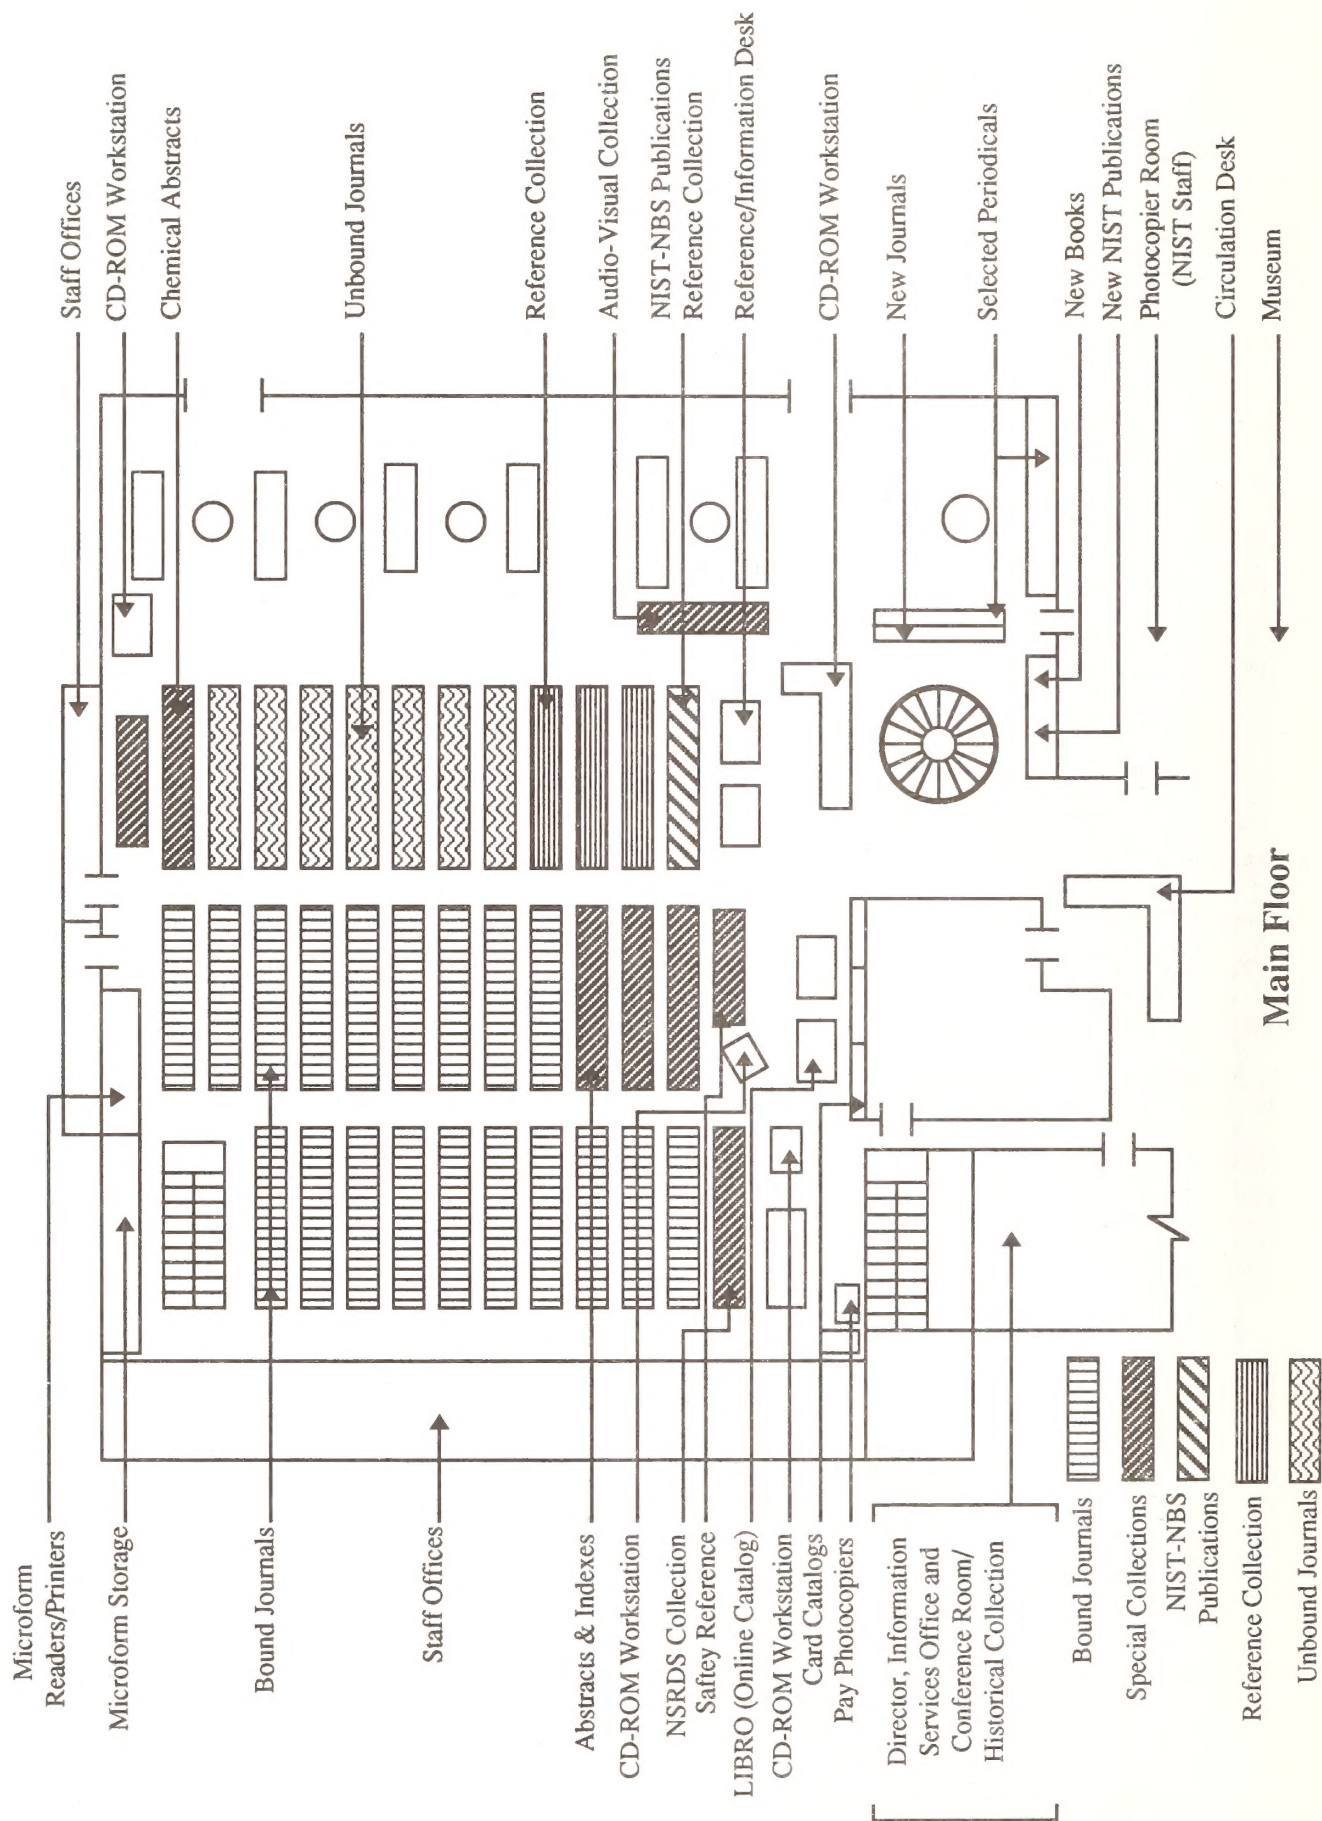 Staff Offices
CD-ROM Workstation
Chemical Abstracts
Unbound Journals
Reference Collection
Audio-Visual Collection
NIST-NBS Publications
Reference Collection
Reference/Information Desk
CD-ROM Workstation
New Journals
Selected Periodicals
New Books
New NIST Publications
Photocopier Room
(NIST Staff)
Circulation Desk
Museum
Main Floor
Microform
Readers/Printers
Microform Storage
Bound Journals
Staff Offices
Abstracts & Indexes
CD-ROM Workstation
NSRDS Collection
Saftey Reference
LIBRO (Online Catalog)
CD-ROM Workstation
Card Catalogs
Pay Photocopiers
Director, Information
Services Office and
Conference Room/
Historical Collection
Bound Journals
Special Collections
NIST-NBS
Publications
Reference Collection
Unbound Journals